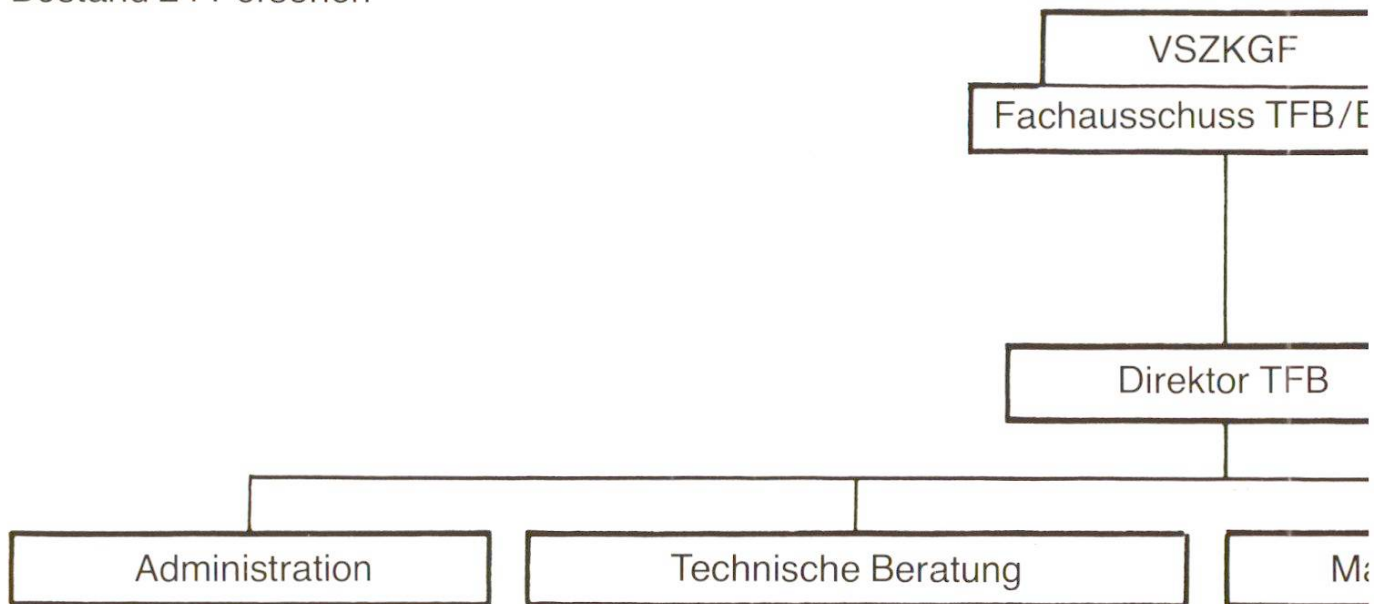 VSZKGF
Fachausschuss TFB/
Direktor TFB
Administration
Technische Beratung